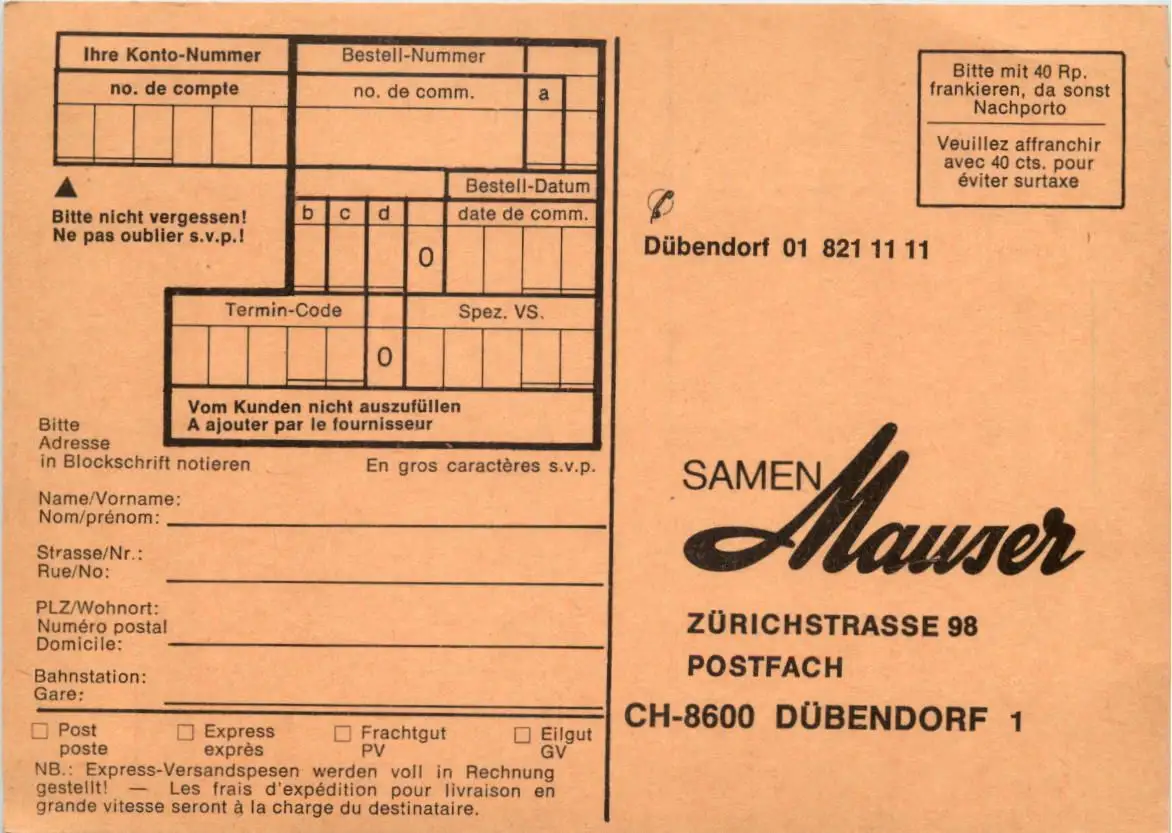 Ihre Konto-Nummer
no. de compte
Bestell-Nummer
no. de comm.
a
Bitte nicht vergessen!
Ne pas oublier s.v.p.!
Bestell-Datum
date de comm.
b c d
0
Termin-Code
Spez. VS.
0
Vom Kunden nicht auszufüllen
A ajouter par le fournisseur
Bitte
Adresse
in Blockschrift notieren
En gros caractères s.v.p.
Name/Vorname:
Nom/prénom:
Strasse/Nr.:
Rue/No:
PLZ/Wohnort:
Numéro postal
Domicile:
Bahnstation:
Gare:
Post
poste
Express
exprès
Frachtgut
PV
Eilgut
GV
NB.: Express-Versandspesen werden voll in Rechnung
gestellt! — Les frais d'expédition pour livraison en
grande vitesse seront à la charge du destinataire.
Bitte mit 40 Rp.
frankieren, da sonst
Nachporto
Veuillez affranchir
avec 40 cts. pour
éviter surtaxe
Dübendorf 01 821 11 11
SAMEN
Mauser
ZÜRICHSTRASSE 98
POSTFACH
CH-8600 DÜBENDORF 1